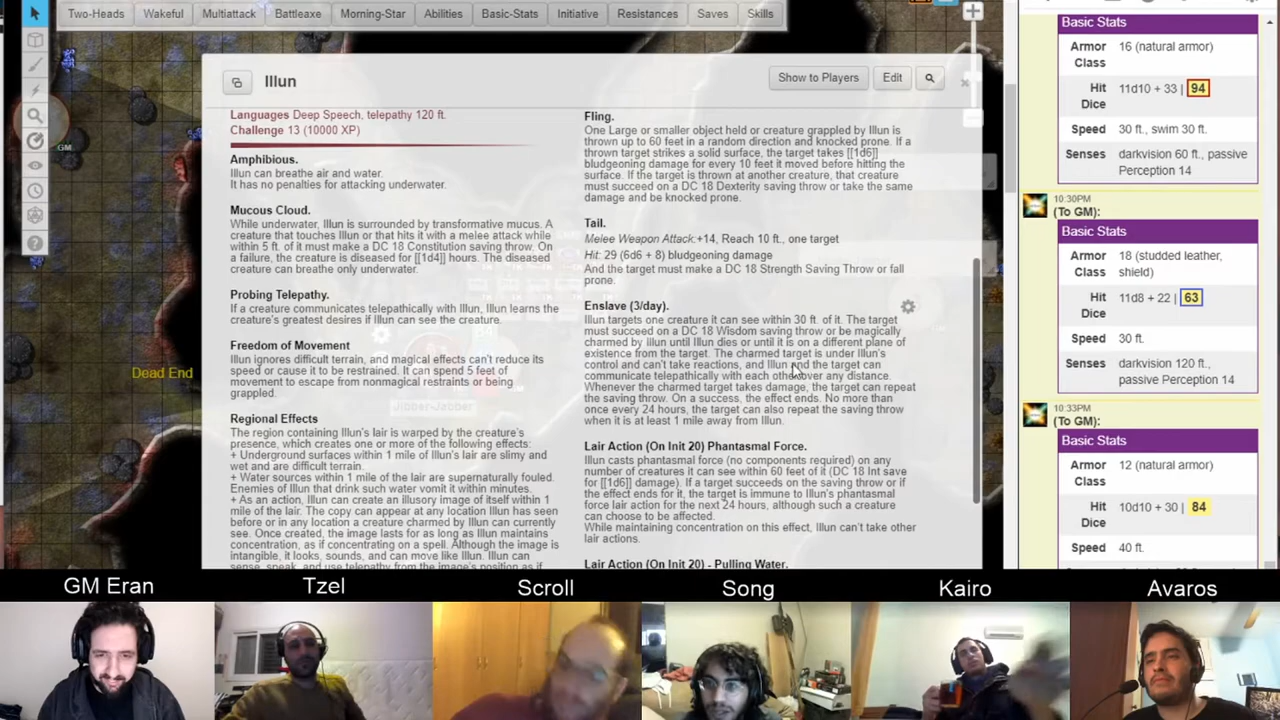 Two-Heads Wakeful Multiattack Battleaxe Morning-Star Abilities Basic-Stats Initiative Resistances Saves Skills
Illun
Show to Players Edit
Languages Deep Speech, telepathy 120 ft.
Challenge 13 (10000 XP)
Amphibious.
Illun can breathe air and water.
It has no penalties for attacking underwater.
Mucous Cloud.
While underwater, Illun is surrounded by transformative mucus. A
creature that touches Illun or that hits it with a melee attack while
within 5 ft. of it must make a DC 18 Constitution saving throw. On
a failure, the creature is diseased for [[1d4]] hours. The diseased
creature can breathe only underwater.
Probing Telepathy.
If a creature communicates telepathically with Illun, Illun learns the
creature's greatest desires if Illun can see the creature.
Freedom of Movement
Illun ignores difficult terrain, and magical effects can't reduce its
speed or cause it to be restrained. It can spend 5 feet of
movement to escape from nonmagical restraints or being
grappled.
Regional Effects
The region containing Illun's lair is warped by the creature's
presence, which creates one or more of the following effects:
+ Underground surfaces within 1 mile of Illun's lair are slimy and
wet and are difficult terrain.
+ Water sources within 1 mile of the lair are supernaturally fouled.
Enemies of Illun that drink such water vomit it within minutes.
+ As an action, Illun can create an illusory image of itself within 1
mile of the lair. The copy can appear at any location Illun has seen
before or in any location a creature charmed by Illun can currently
see. Once created, the image lasts for as long as Illun maintains
concentration, as if concentrating on a spell. Although the image is
intangible, it looks, sounds, and can move like Illun. Illun can
sense, speak, and use telepathy from the image's position as if
Fling.
One Large or smaller object held or creature grappled by Illun is
thrown up to 60 feet in a random direction and knocked prone. If a
thrown target strikes a solid surface, the target takes [[1d6]]
bludgeoning damage for every 10 feet it moved before hitting the
surface. If the target is thrown at another creature, that creature
must succeed on a DC 18 Dexterity saving throw or take the same
damage and be knocked prone.
Tail.
Melee Weapon Attack:+14, Reach 10 ft., one target
Hit: 29 (6d6 + 8) bludgeoning damage
And the target must make a DC 18 Strength Saving Throw or fall
prone.
Enslave (3/day).
Illun targets one creature it can see within 30 ft. of it. The target
must succeed on a DC 18 Wisdom saving throw or be magically
charmed by Illun until Illun dies or until it is on a different plane of
existence from the target. The charmed target is under Illun's
control and can't take reactions, and Illun and the target can
communicate telepathically with each other over any distance.
Whenever the charmed target takes damage, the target can repeat
the saving throw. On a success, the effect ends. No more than
once every 24 hours, the target can also repeat the saving throw
when it is at least 1 mile away from Illun.
Lair Action (On Init 20) Phantasmal Force.
Illun casts phantasmal force (no components required) on any
number of creatures it can see within 60 feet of it (DC 18 Int save
for [[1d6]] damage). If a target succeeds on the saving throw or if
the effect ends for it, the target is immune to Illun's phantasmal
force lair action for the next 24 hours, although such a creature
can choose to be affected.
While maintaining concentration on this effect, Illun can't take other
lair actions.
Lair Action (On Init 20) - Pulling Water.
GM
Dead End
Jibber-Jabber
Basic Stats
Armor Class 16 (natural armor)
Hit Dice 11d10 + 33 | 94
Speed 30 ft., swim 30 ft.
Senses darkvision 60 ft., passive
Perception 14
10:30PM
(To GM):
Basic Stats
Armor Class 18 (studded leather,
shield)
Hit Dice 11d8 + 22 | 63
Speed 30 ft.
Senses darkvision 120 ft.,
passive Perception 14
10:33PM
(To GM):
Basic Stats
Armor Class 12 (natural armor)
Hit Dice 10d10 + 30 | 84
Speed 40 ft.
GM Eran Tzel Scroll Song Kairo Avaros